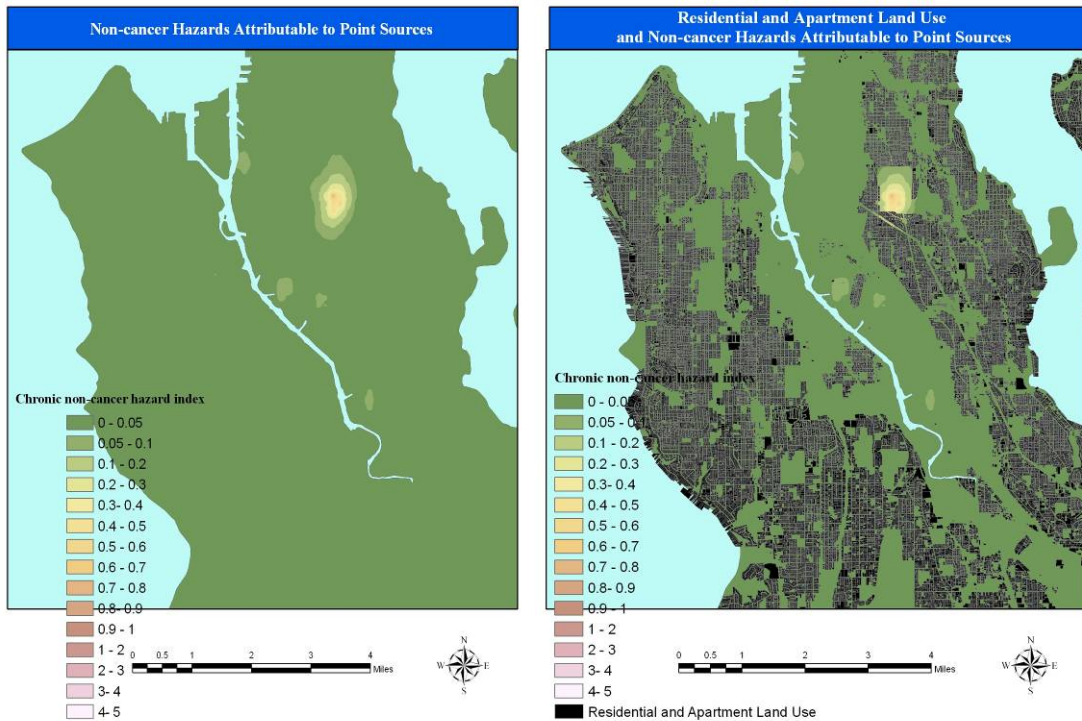 Non-cancer Hazards Attributable to Point Sources
Chronic non-cancer hazard index
0 - 0.05
0.05 - 0.1
0.1 - 0.2
0.2 - 0.3
0.3- 0.4
0.4 - 0.5
0.5 - 0.6
0.6 - 0.7
0.7 - 0.8
0.8- 0.9
0.9 - 1
1 - 2
2 - 3
3- 4
4- 5
0 0.5 1 2 3 4
Miles
N
W E
S
Residential and Apartment Land Use
and Non-cancer Hazards Attributable to Point Sources
Chronic non-cancer hazard index
0 - 0.05
0.05 - 0.1
0.1 - 0.2
0.2 - 0.3
0.3- 0.4
0.4 - 0.5
0.5 - 0.6
0.6 - 0.7
0.7 - 0.8
0.8- 0.9
0.9 - 1
1 - 2
2 - 3
3- 4
4- 5
Residential and Apartment Land Use
0 0.5 1 2 3 4
Miles
N
W E
S